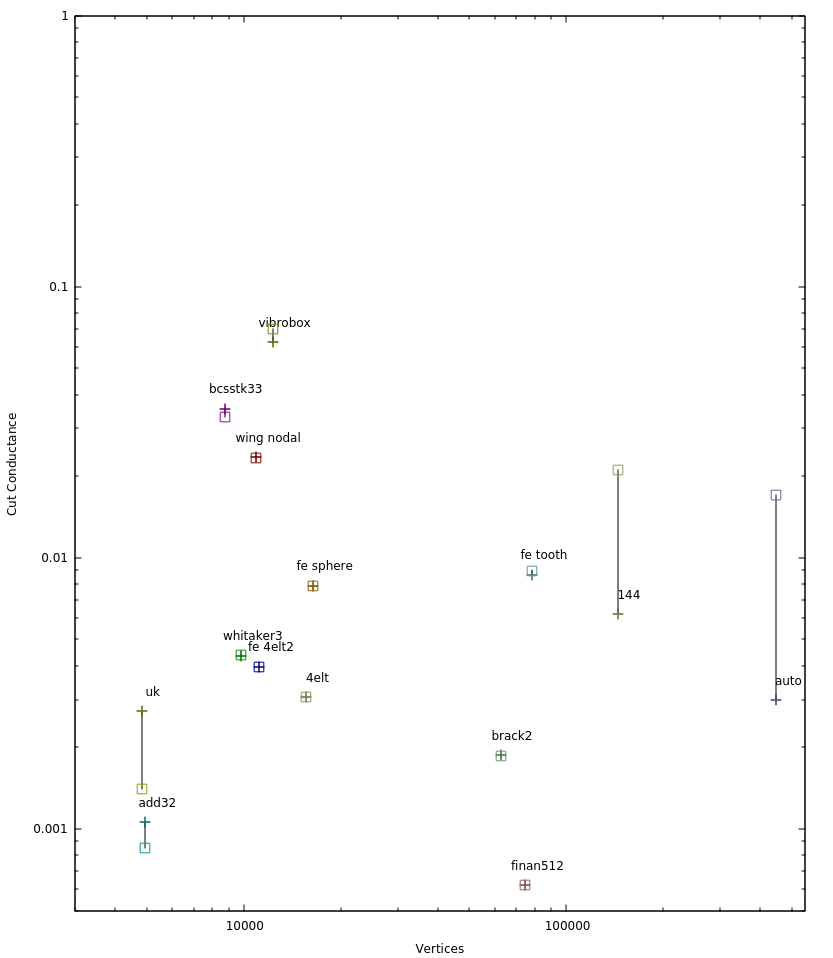 1
0.1
vibrobox
bcsstk33
wing nodal
Cut Conductance
0.01
fe tooth
fe sphere
144
whitaker3
fe 4elt2
4elt
auto
uk
brack2
add32
0.001
finan512
10000
100000
Vertices